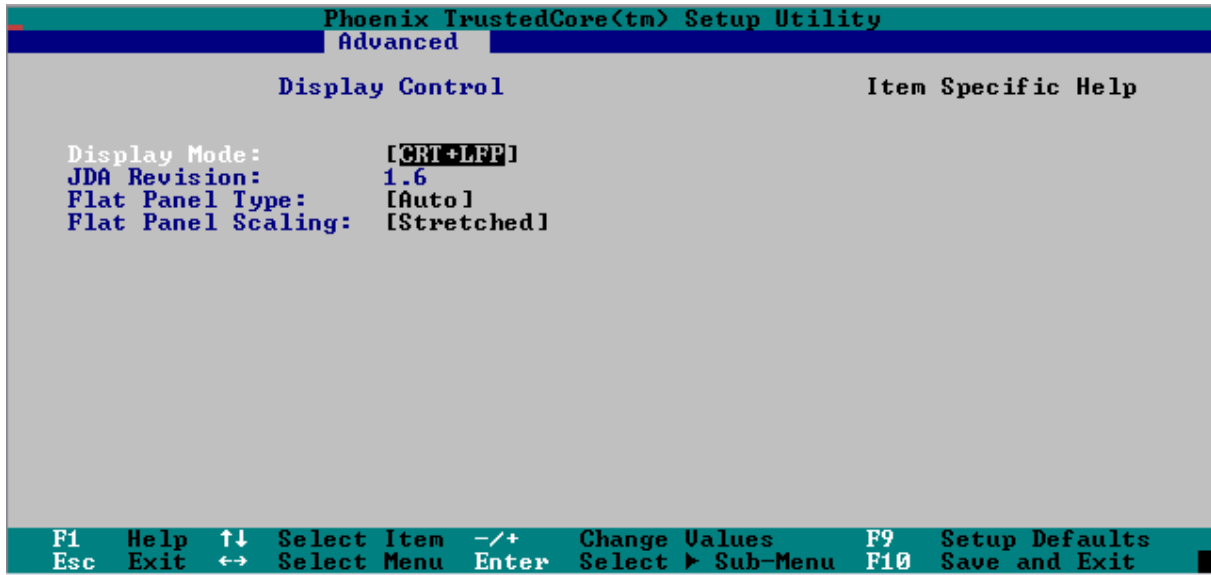 Phoenix TrustedCore(tm) Setup Utility
Advanced
Display Control Item Specific Help
Display Mode: [CRT+LFP]
JDA Revision: 1.6
Flat Panel Type: [Auto]
Flat Panel Scaling: [Stretched]
F1 Help ↑↓ Select Item -/+ Change Values F9 Setup Defaults
Esc Exit ←→ Select Menu Enter Select ► Sub-Menu F10 Save and Exit